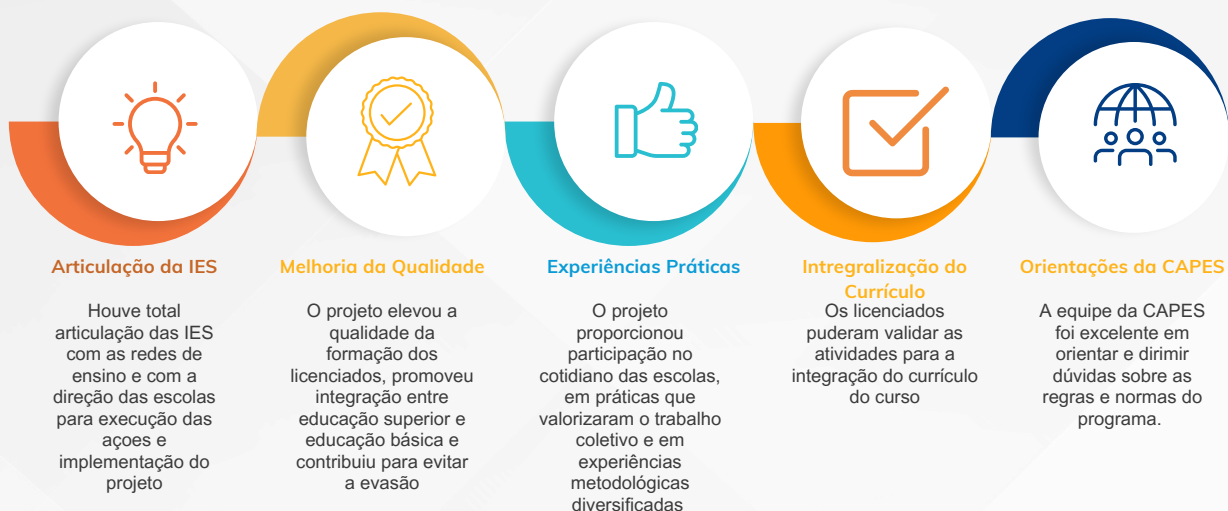 Articulação da IES
Houve total
articulação das IES
com as redes de
ensino e com a
direção das escolas
para execução das
açoes e
implementação do
projeto
Melhoria da Qualidade
O projeto elevou a
qualidade da
formação dos
licenciados, promoveu
integração entre
educação superior e
educação básica e
contribuiu para evitar
a evasão
Experiências Práticas
O projeto
proporcionou
participação no
cotidiano das escolas,
em práticas que
valorizaram o trabalho
coletivo e em
experiências
metodológicas
diversificadas
Intregralização do
Currículo
Os licenciados
puderam validar as
atividades para a
integração do currículo
do curso
Orientações da CAPES
A equipe da CAPES
foi excelente em
orientar e dirimir
dúvidas sobre as
regras e normas do
programa.